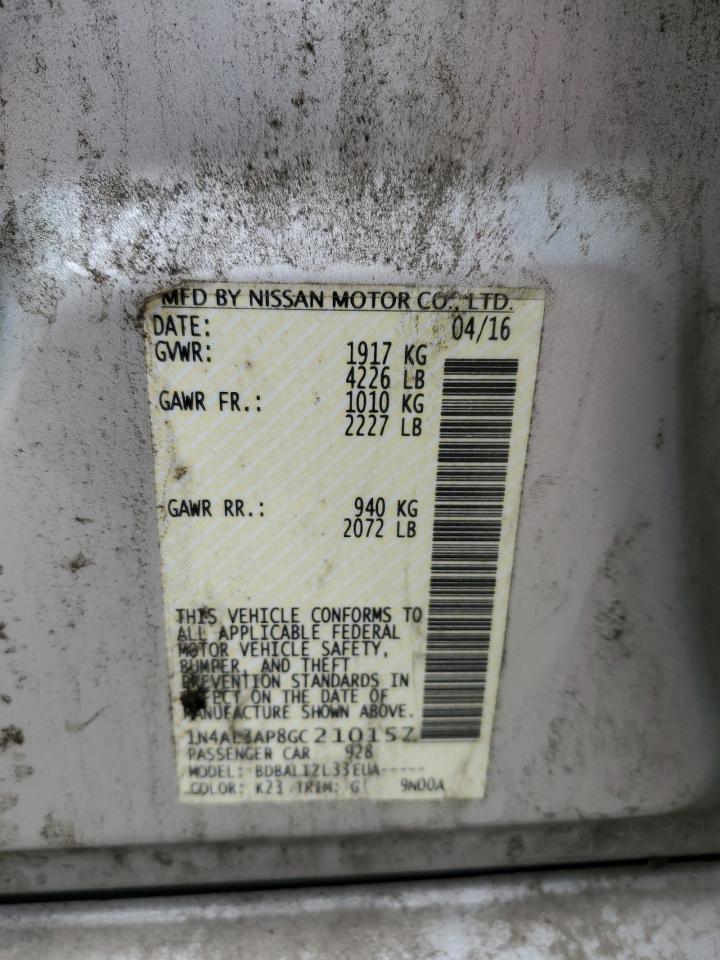 MFD BY NISSAN MOTOR CO., LTD.
DATE: 04/16
GVWR: 1917 KG
4226 LB
GAWR FR.: 1010 KG
2227 LB
GAWR RR.: 940 KG
2072 LB
THIS VEHICLE CONFORMS TO
ALL APPLICABLE FEDERAL
MOTOR VEHICLE SAFETY,
BUMPER, AND THEFT
PREVENTION STANDARDS IN
EFFECT ON THE DATE OF
MANUFACTURE SHOWN ABOVE.
1N4AL3AP8GC210157
PASSENGER CAR 928
MODEL: BDBALI2L33EUA-----
COLOR: K23 TRIM: G 9N00A